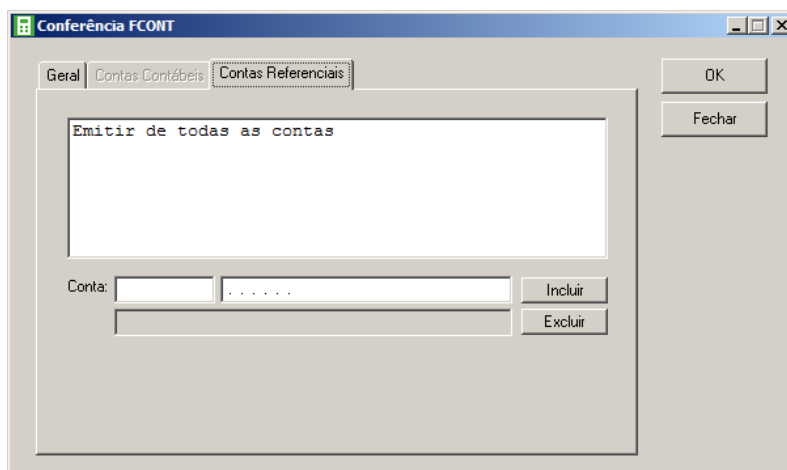 Conferência FCONT
Geral Contas Contábeis Contas Referenciais
OK
Fechar
Emitir de todas as contas
Conta: . . . . . . Incluir
Excluir